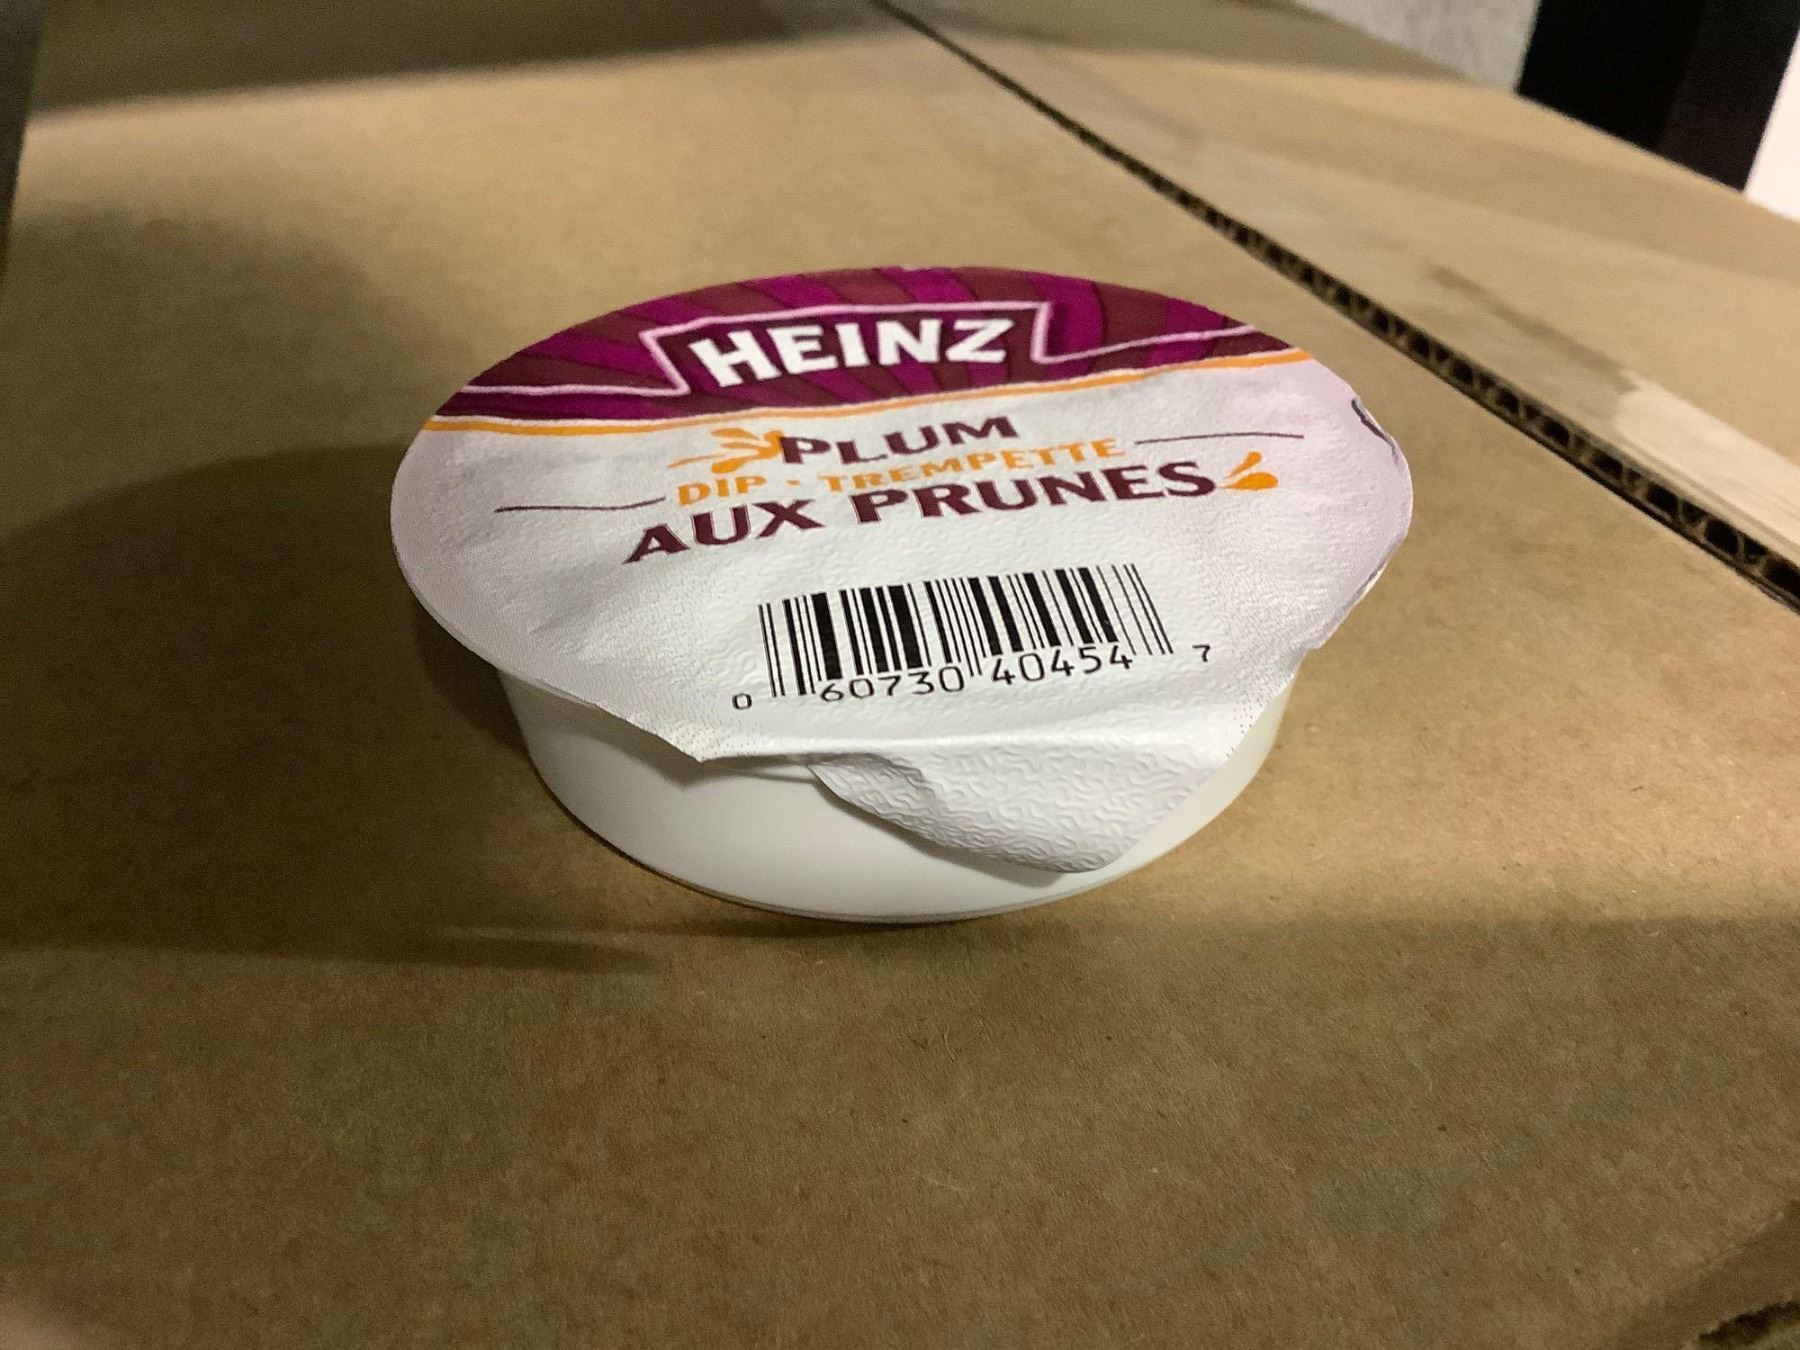 HEINZ
PLUM
DIP · TREMPETTE
AUX PRUNES
0 60730 40454 7